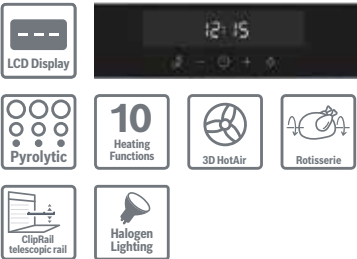 12:15
- +
LCD Display
Pyrolytic
10
Heating
Functions
3D HotAir
Rotisserie
ClipRail
telescopic rail
Halogen
Lighting